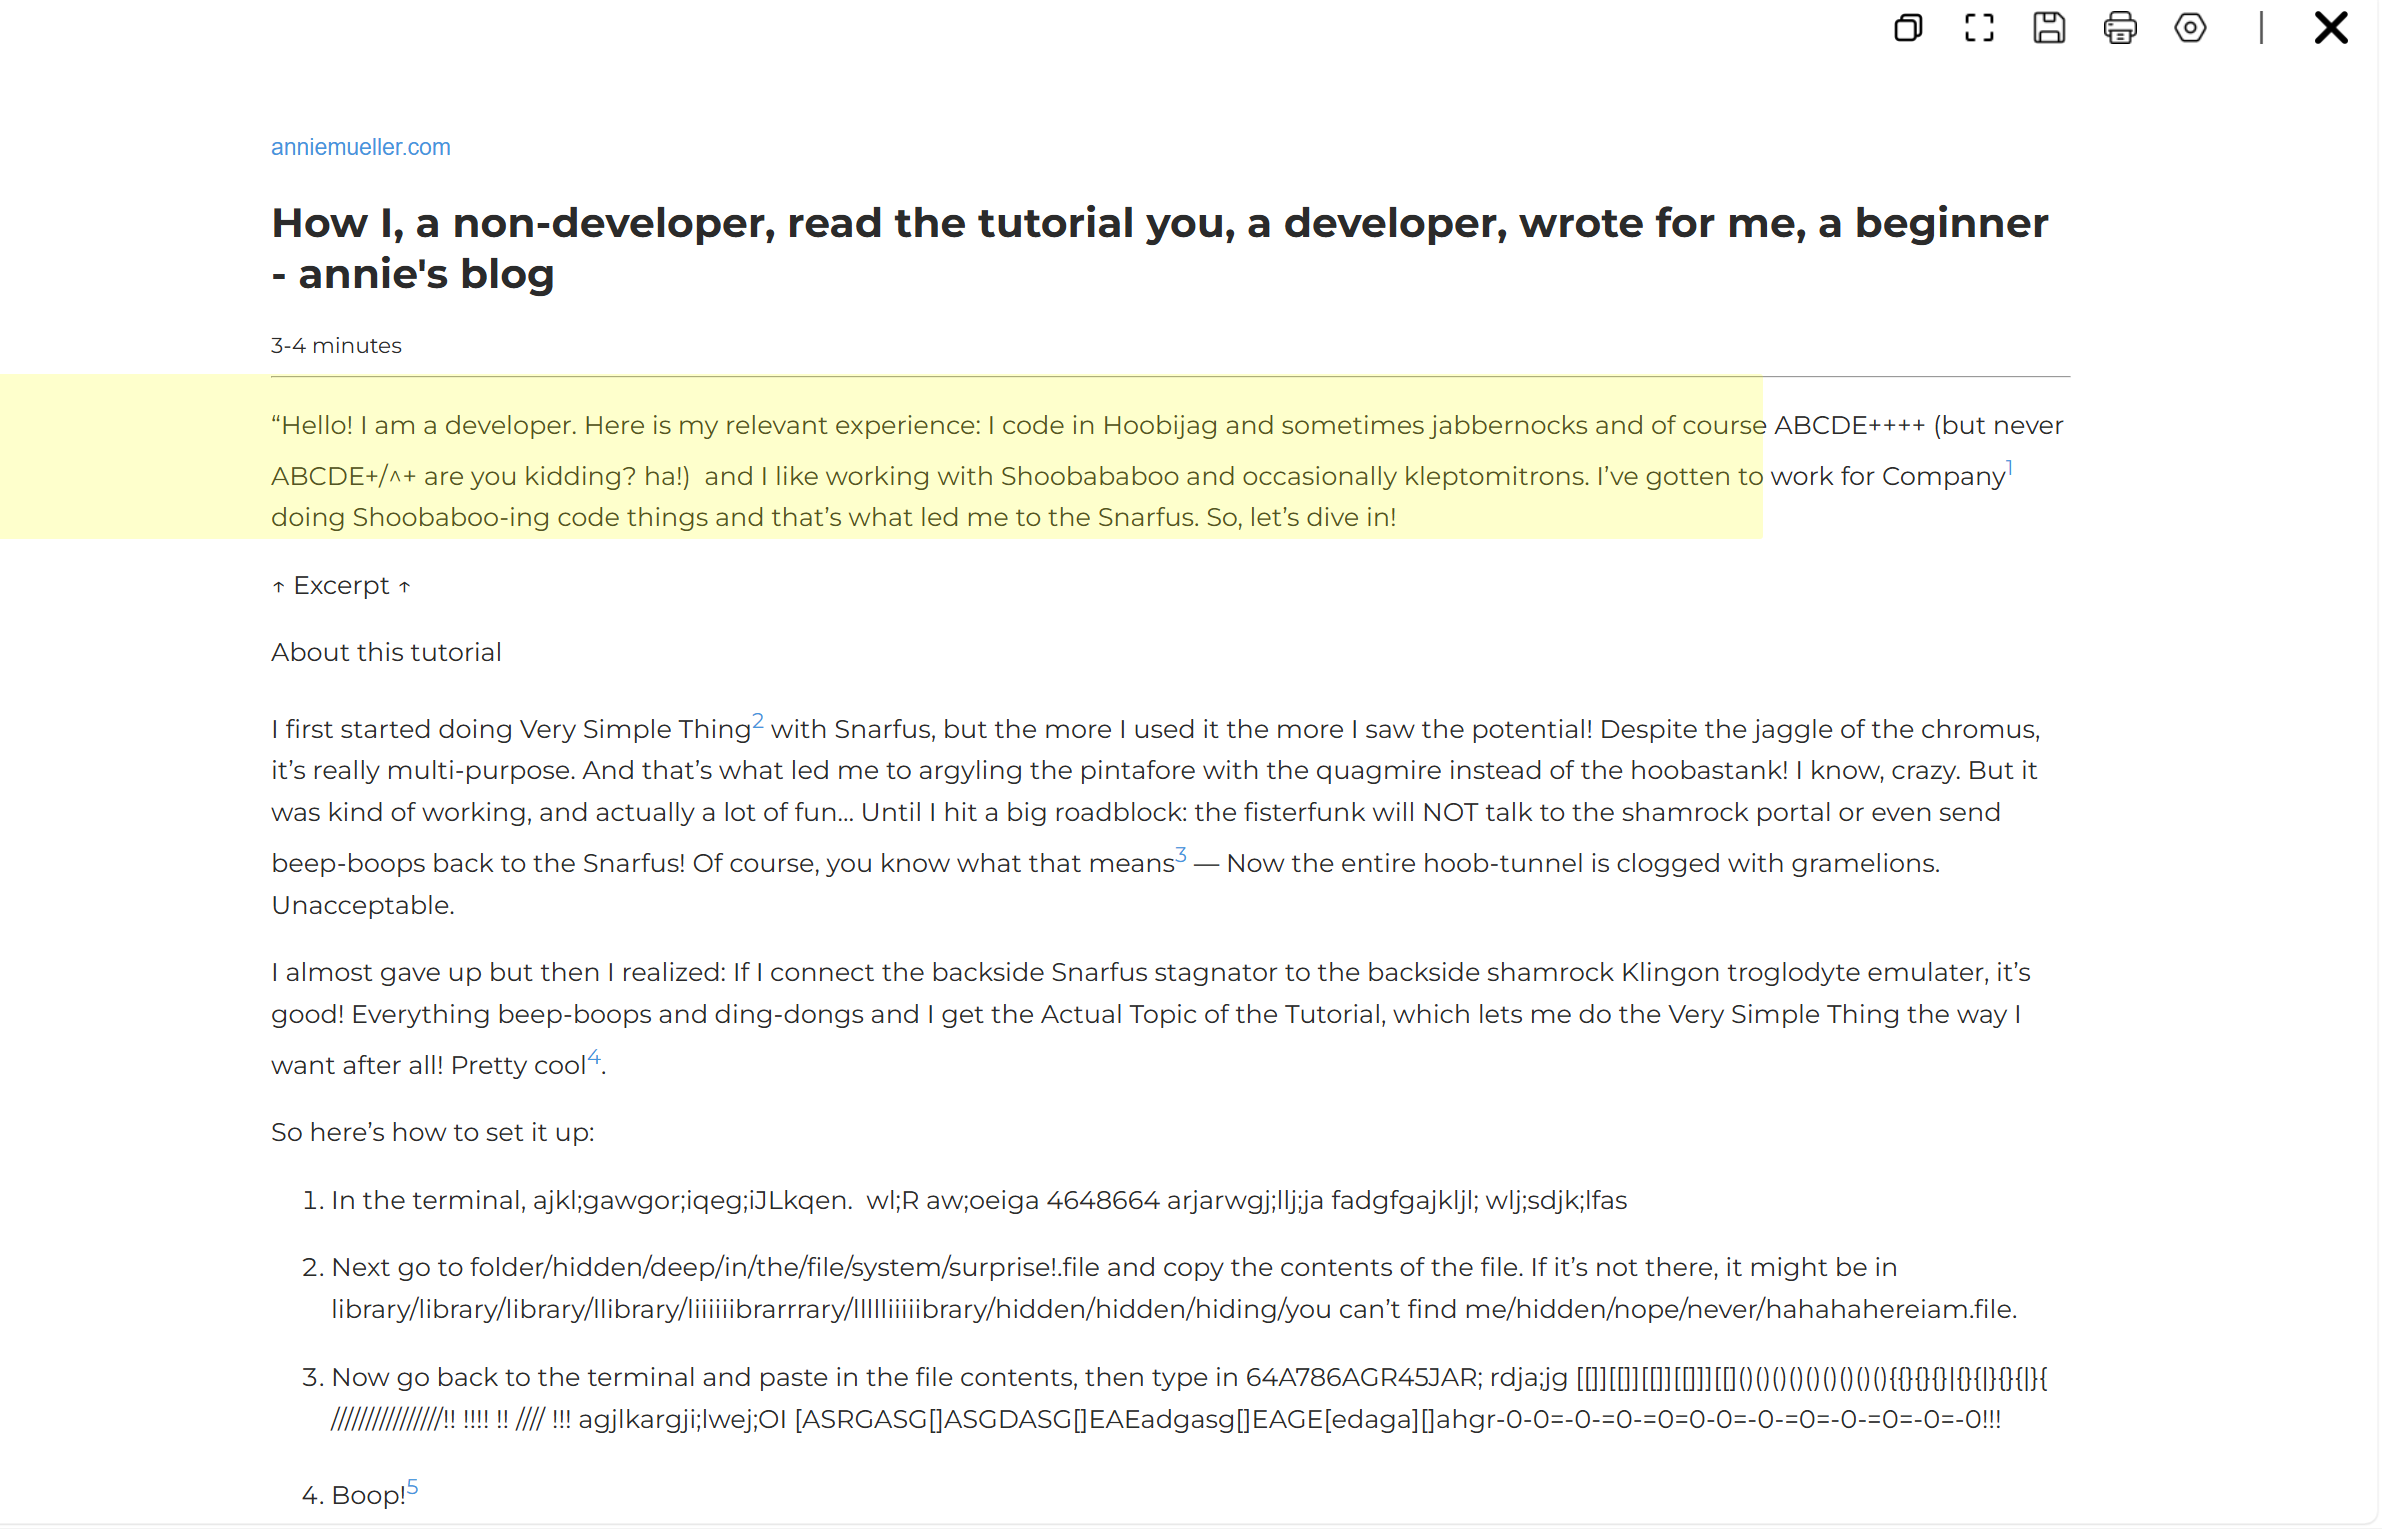 anniemueller.com
How I, a non-developer, read the tutorial you, a developer, wrote for me, a beginner
- annie's blog
3-4 minutes
“Hello! I am a developer. Here is my relevant experience: I code in Hoobijag and sometimes jabbernocks and of course ABCDE++++ (but never
ABCDE+/^+ are you kidding? ha!)  and I like working with Shoobababoo and occasionally kleptomitrons. I’ve gotten to work for Company1
doing Shoobaboo-ing code things and that’s what led me to the Snarfus. So, let’s dive in!
↑ Excerpt ↑
About this tutorial
I first started doing Very Simple Thing2 with Snarfus, but the more I used it the more I saw the potential! Despite the jaggle of the chromus,
it’s really multi-purpose. And that’s what led me to argyling the pintafore with the quagmire instead of the hoobastank! I know, crazy. But it
was kind of working, and actually a lot of fun... Until I hit a big roadblock: the fisterfunk will NOT talk to the shamrock portal or even send
beep-boops back to the Snarfus! Of course, you know what that means3 — Now the entire hoob-tunnel is clogged with gramelions.
Unacceptable.
I almost gave up but then I realized: If I connect the backside Snarfus stagnator to the backside shamrock Klingon troglodyte emulater, it’s
good! Everything beep-boops and ding-dongs and I get the Actual Topic of the Tutorial, which lets me do the Very Simple Thing the way I
want after all! Pretty cool4.
So here’s how to set it up:
1. In the terminal, ajkl;gawgor;iqeg;iJLkqen.  wl;R aw;oeiga 4648664 arjarwgj;llj;ja fadgfgajkljl; wlj;sdjk;lfas
2. Next go to folder/hidden/deep/in/the/file/system/surprise!.file and copy the contents of the file. If it’s not there, it might be in
library/library/library/llibrary/liiiiiibrarrrary/llllliiiiibrary/hidden/hidden/hiding/you can’t find me/hidden/nope/never/hahahahereiam.file.
3. Now go back to the terminal and paste in the file contents, then type in 64A786AGR45JAR; rdja;jg [[]][[]][[]][[]]][[]()()()()()()()()(){{}{}{}|{}{|}{}{|}{
////////////////!! !!!! !! //// !!! agjlkargji;lwej;OI [ASRGASG[]ASGDASG[]EAEadgasg[]EAGE[edaga][]ahgr-0-0=-0-=0-=0=0-0=-0-=0=-0-=0=-0=-0!!!
4. Boop!5